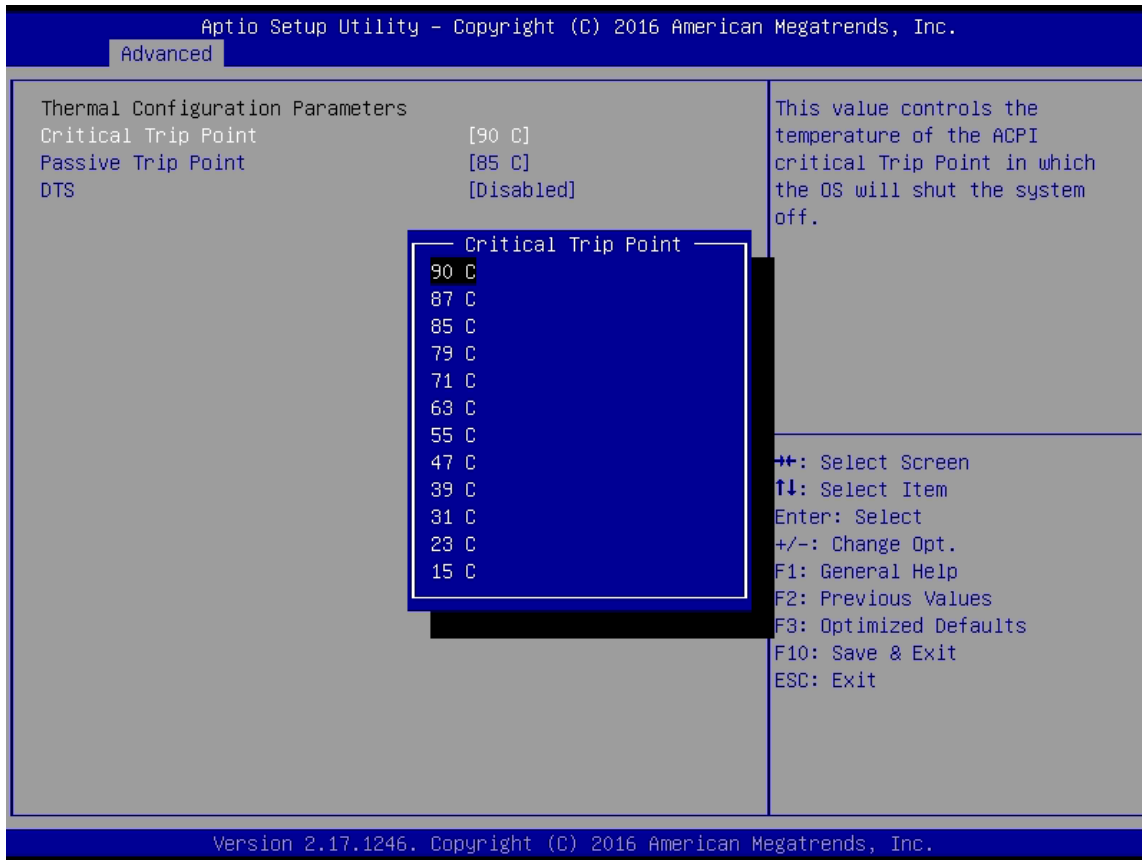 Aptio Setup Utility – Copyright (C) 2016 American Megatrends, Inc.
Advanced
Thermal Configuration Parameters
Critical Trip Point [90 C]
Passive Trip Point [85 C]
DTS [Disabled]
This value controls the
temperature of the ACPI
critical Trip Point in which
the OS will shut the system
off.
Critical Trip Point
90 C
87 C
85 C
79 C
71 C
63 C
55 C
47 C
39 C
31 C
23 C
15 C
→←: Select Screen
↑↓: Select Item
Enter: Select
+/-: Change Opt.
F1: General Help
F2: Previous Values
F3: Optimized Defaults
F10: Save & Exit
ESC: Exit
Version 2.17.1246. Copyright (C) 2016 American Megatrends, Inc.